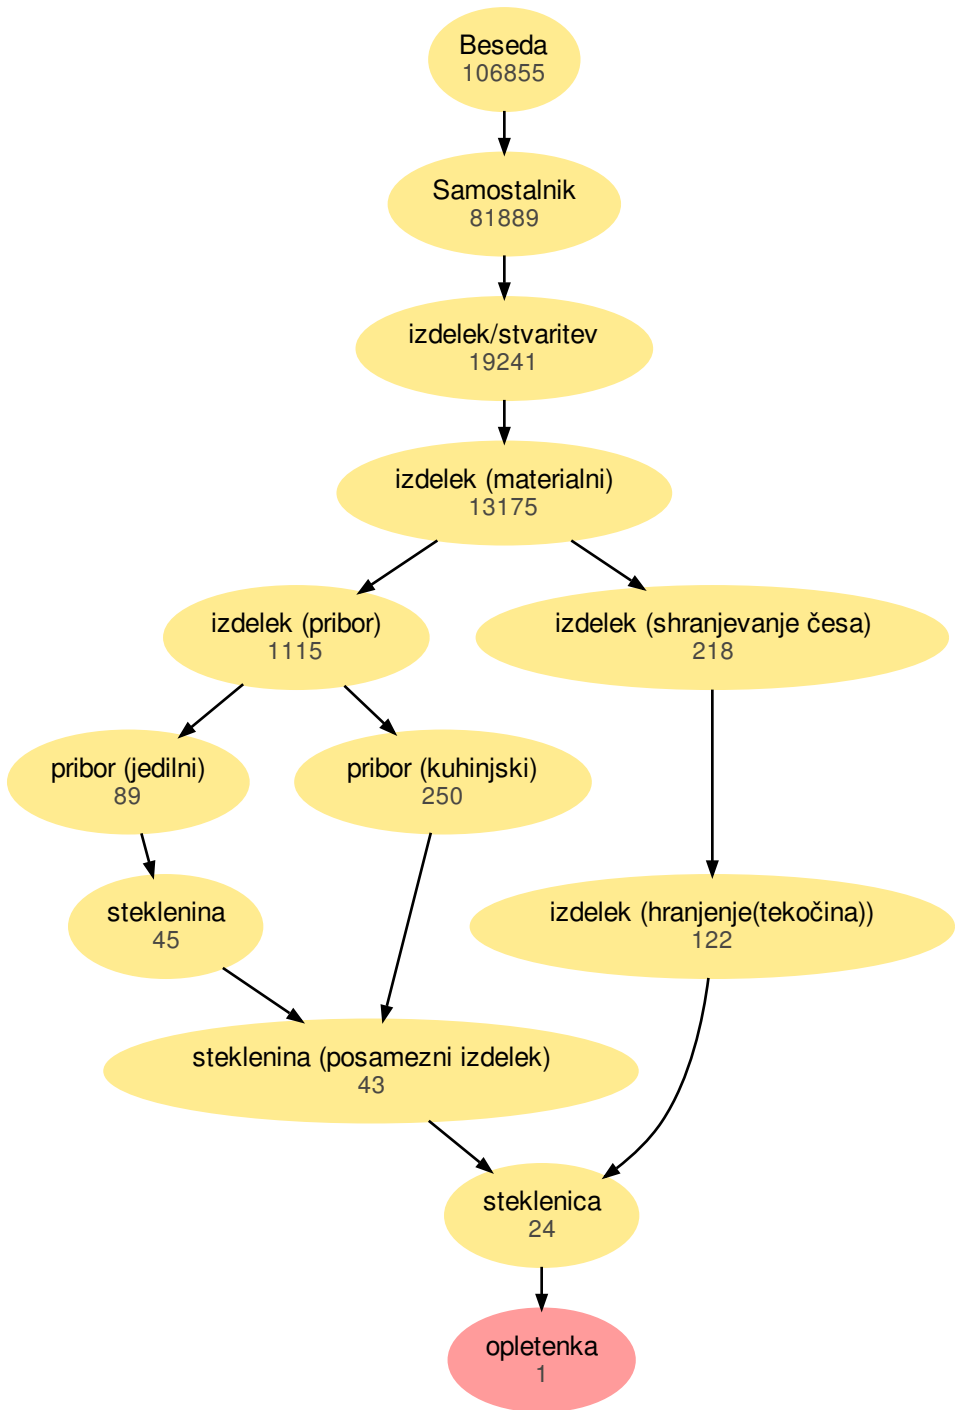 Beseda
106855
Samostalnik
81889
izdelek/stvaritev
19241
izdelek (materialni)
13175
izdelek (pribor)
1115
izdelek (shranjevanje česa)
218
pribor (jedilni)
89
pribor (kuhinjski)
250
steklenina
45
izdelek (hranjenje(tekočina))
122
steklenina (posamezni izdelek)
43
steklenica
24
opletenka
1